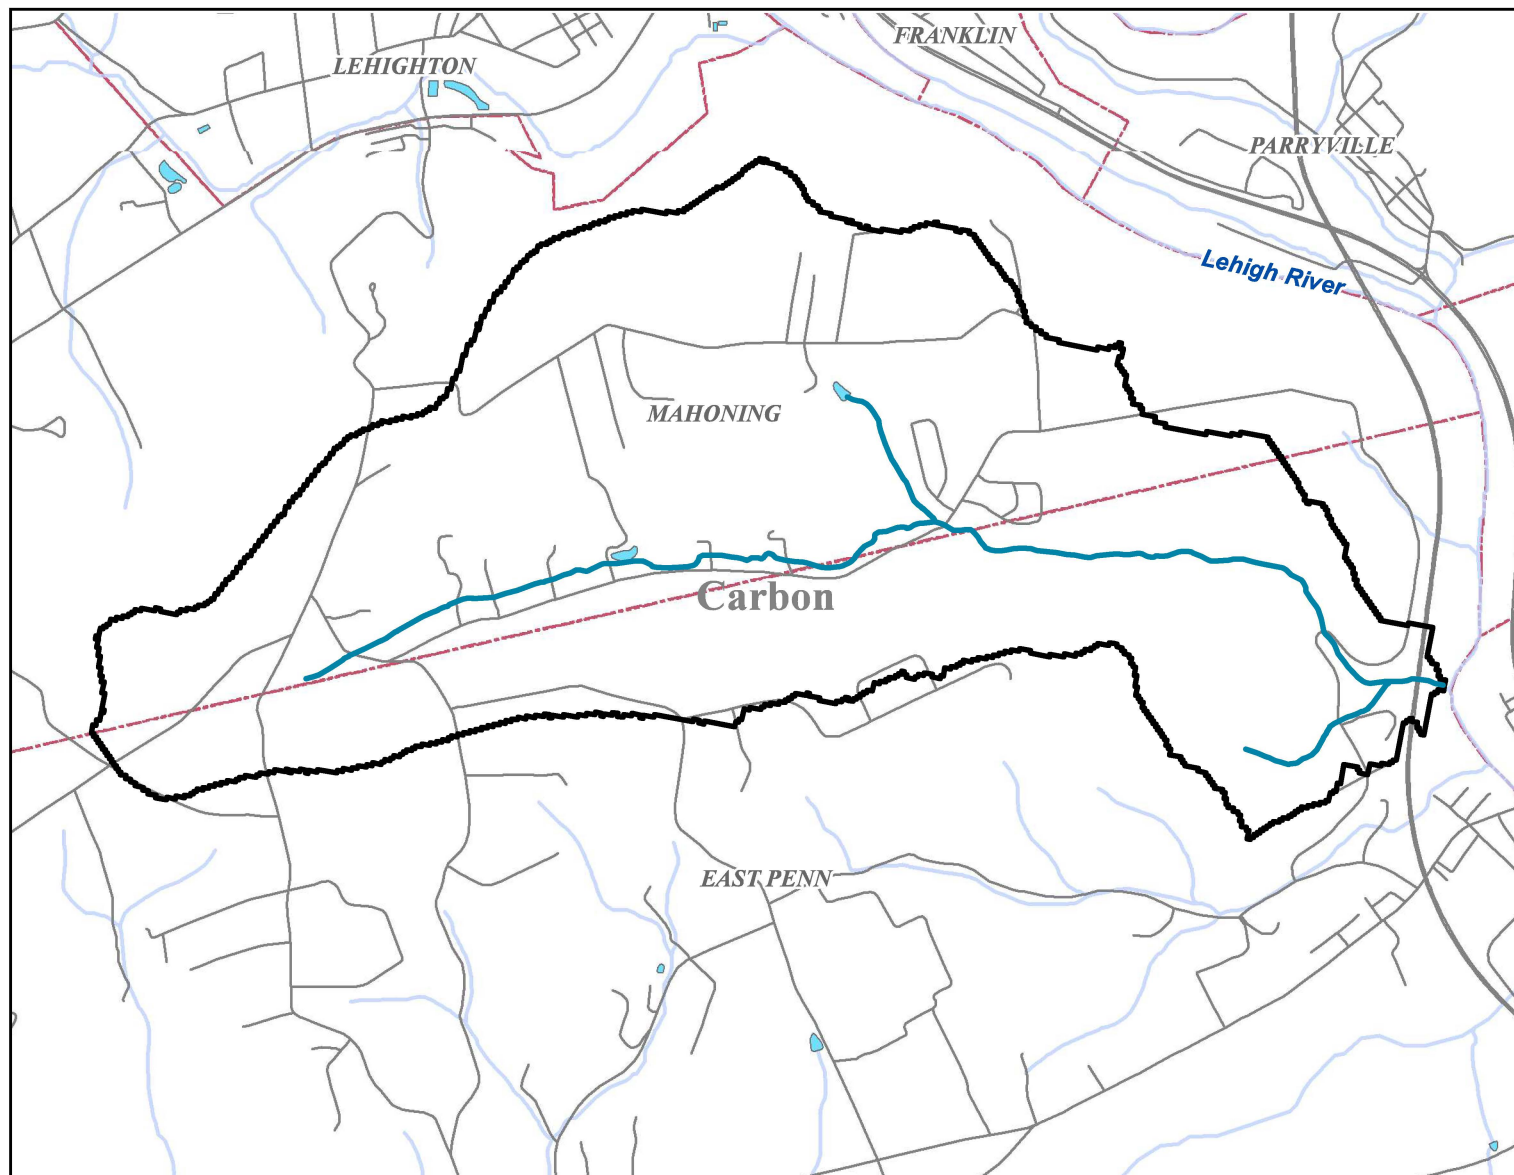 FRANKLIN
LEHIGHTON
PARRYVILLE
Lehigh River
MAHONING
Carbon
EAST PENN